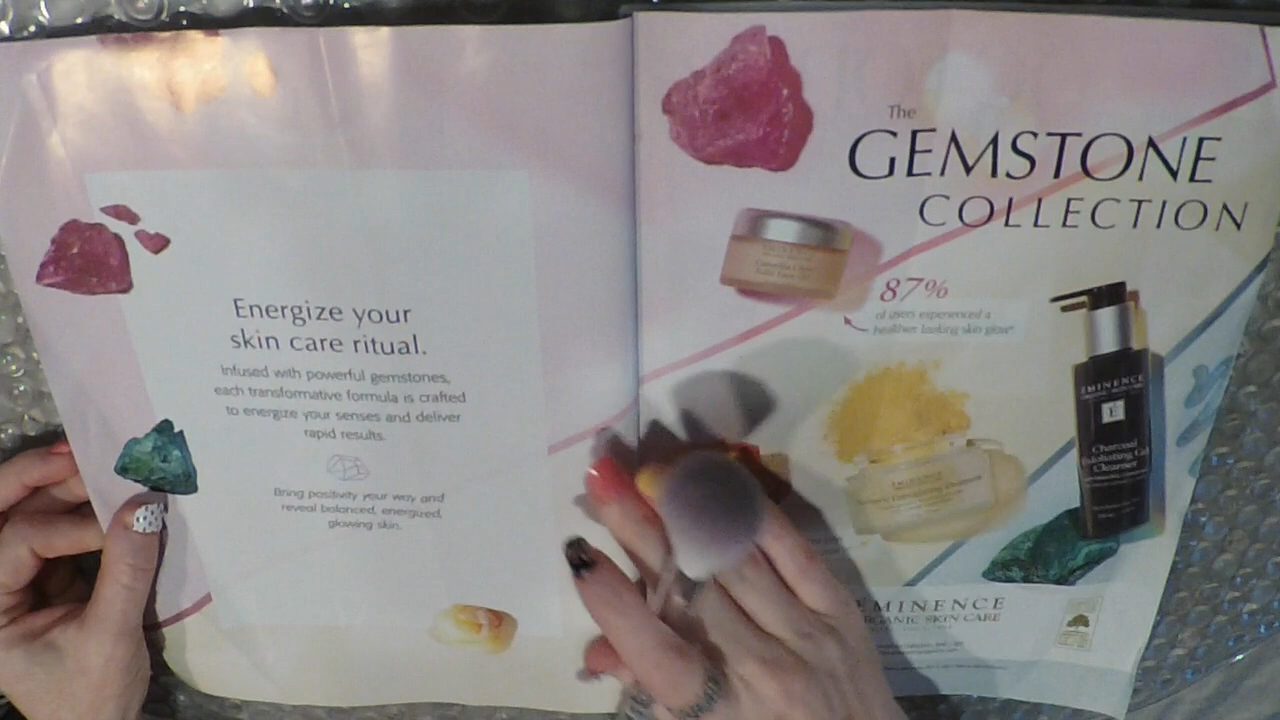 Energize your
skin care ritual.
Infused with powerful gemstones,
each transformative formula is crafted
to energize your senses and deliver
rapid results.
Bring positivity your way and
reveal balanced, energized,
glowing skin.
The
GEMSTONE
COLLECTION
87%
of users experienced a
healthier looking skin glow*
EMINENCE
E
Charcoal
Exfoliating Gel
Cleanser
EMINENCE
ORGANIC SKIN CARE